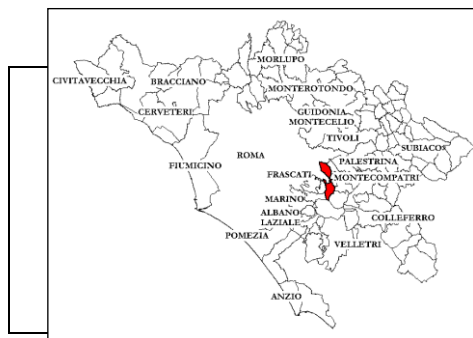 MORLUPO
CIVITAVECCHIA
BRACCIANO
MONTEROTONDO
CERVETERI
GUIDONIA
MONTECELIO
TIVOLI
SUBIACO
ROMA
PALESTRINA
FIUMICINO
FRASCATI
MONTECOMPATRI
MARINO
ALBANO
LAZIALE
COLLEFERRO
POMEZIA
VELLETRI
ANZIO